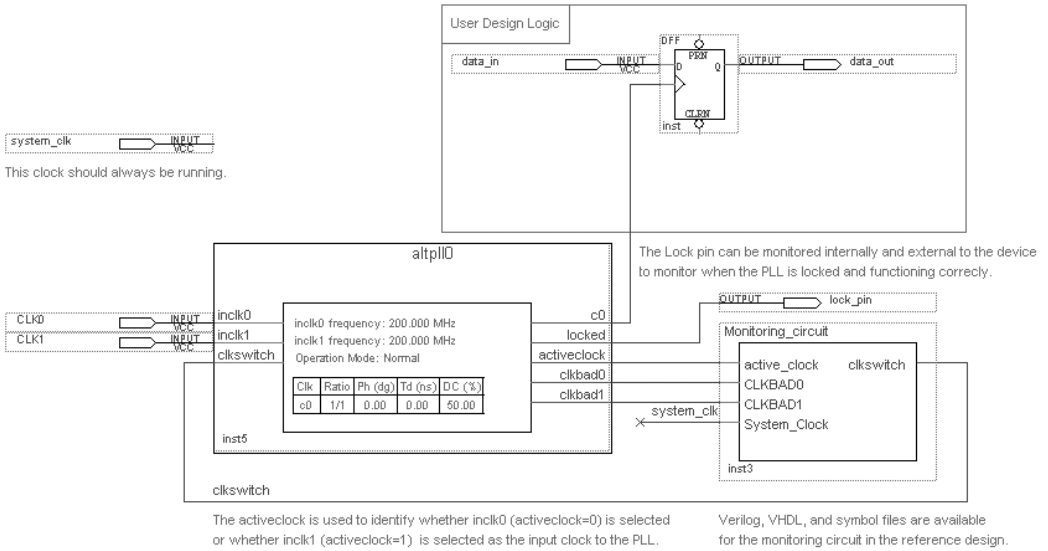 User Design Logic
DFF
data_in
INPUT
VCC
PRN
D
Q
OUTPUT
data_out
CLRN
inst
system_clk
INPUT
VCC
This clock should always be running.
altpll0
The Lock pin can be monitored internally and external to the device
to monitor when the PLL is locked and functioning correcly.
OUTPUT
lock_pin
CLK0
INPUT
VCC
CLK1
INPUT
VCC
inclk0
inclk1
clkswitch
inclk0 frequency: 200.000 MHz
inclk1 frequency: 200.000 MHz
Operation Mode: Normal
Clk Ratio Ph (dg) Td (ns) DC (%)
c0 1/1 0.00 0.00 50.00
c0
locked
activeclock
clkbad0
clkbad1
inst5
Monitoring_circuit
active_clock
clkswitch
CLKBAD0
CLKBAD1
system_clk
System_Clock
inst3
clkswitch
The activeclock is used to identify whether inclk0 (activeclock=0) is selected
or whether inclk1 (activeclock=1) is selected as the input clock to the PLL.
Verilog, VHDL, and symbol files are available
for the monitoring circuit in the reference design.